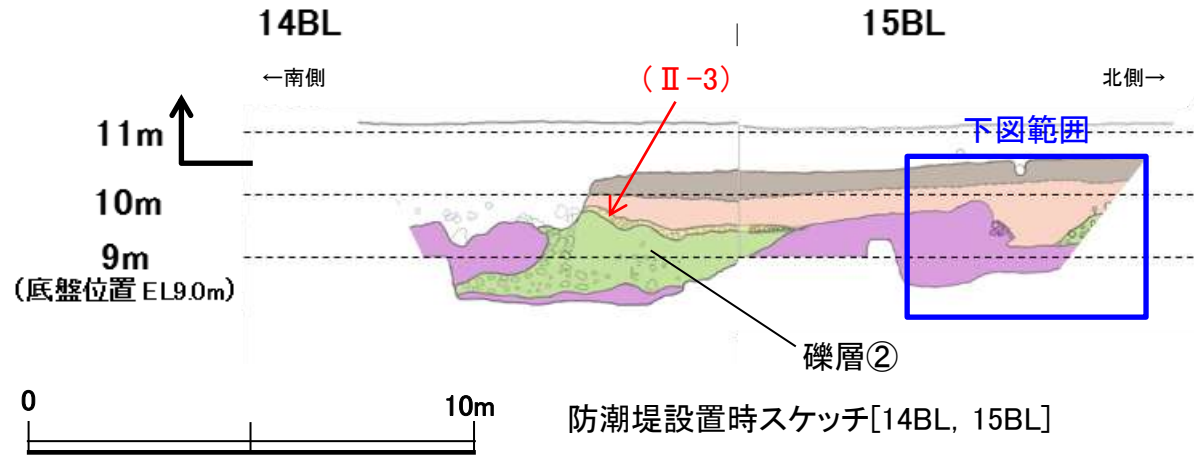 14BL
15BL
←南側
北側→
(Ⅱ-3)
下図範囲
11m
10m
9m
(底盤位置 EL9.0m)
礫層②
0
10m
防潮堤設置時スケッチ[14BL, 15BL]